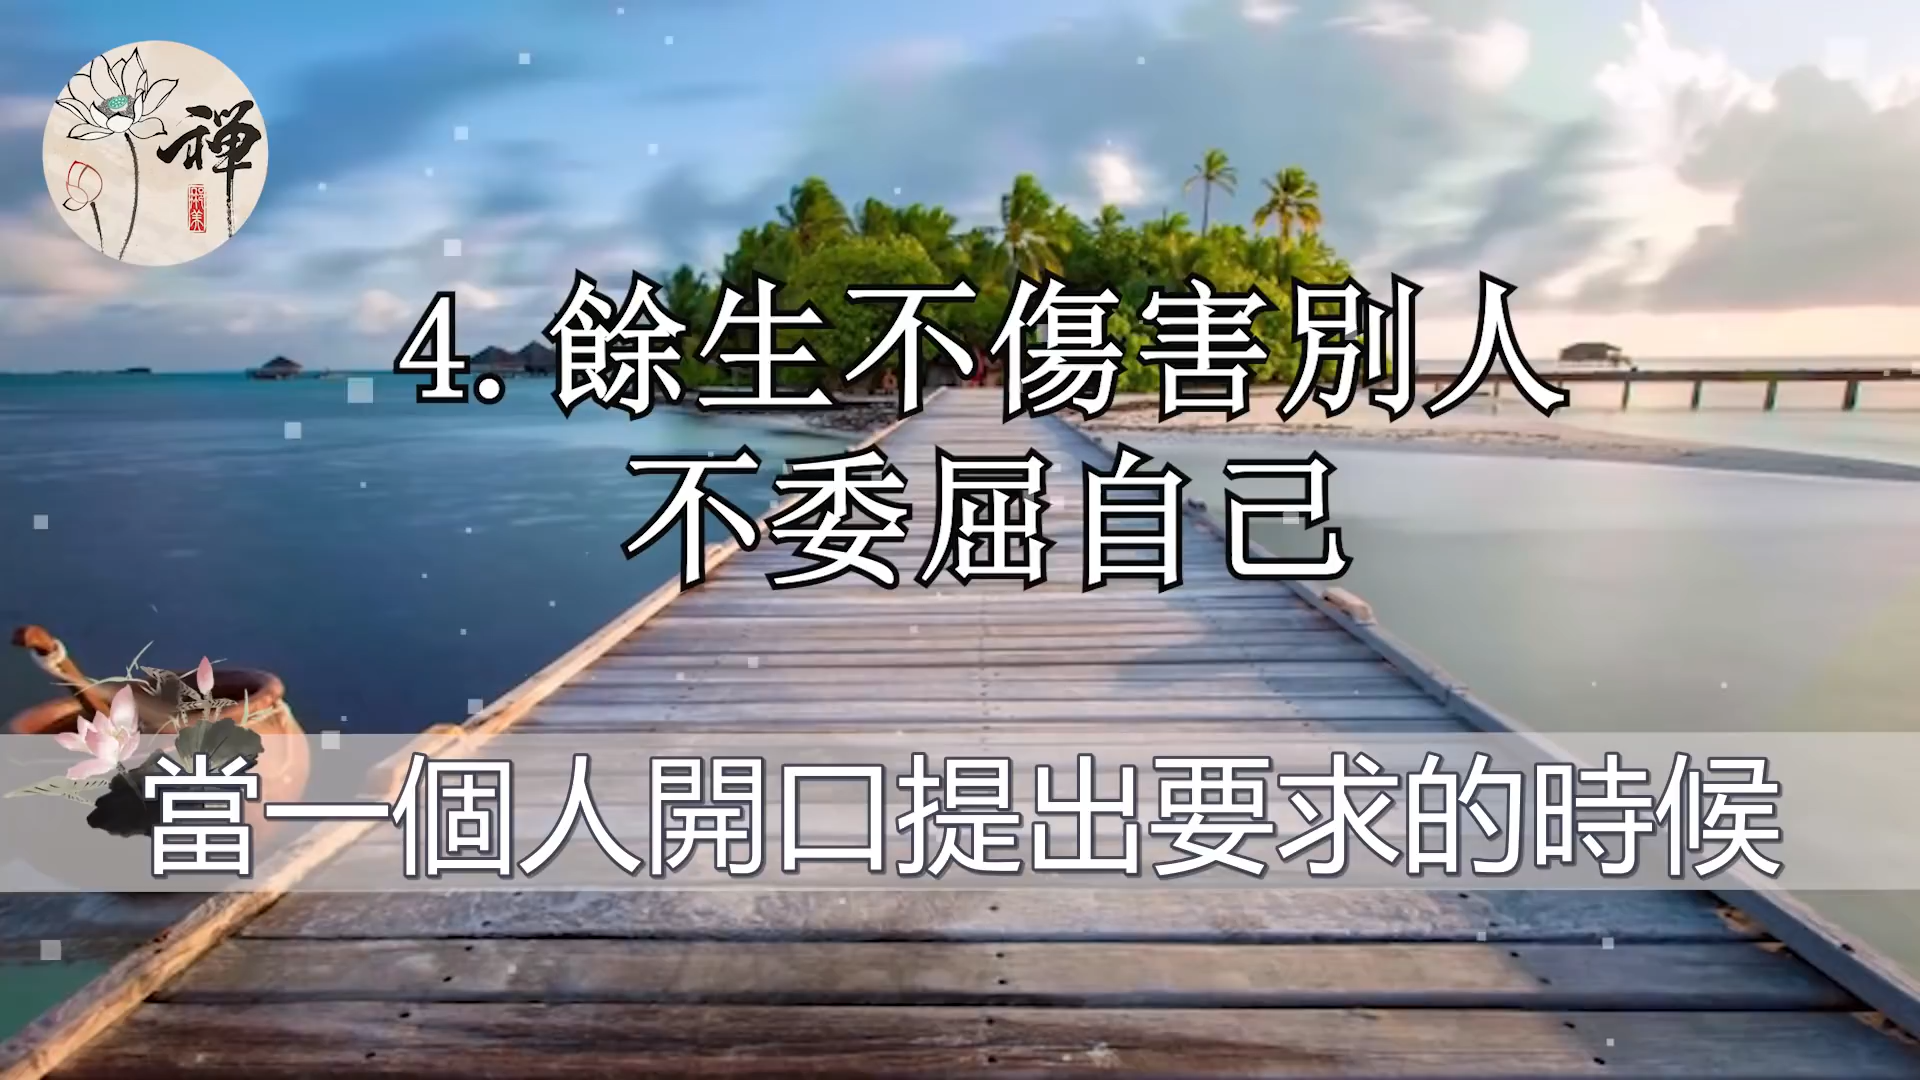 禅
4. 餘生不傷害別人
不委屈自己
當一個人開口提出要求的時候